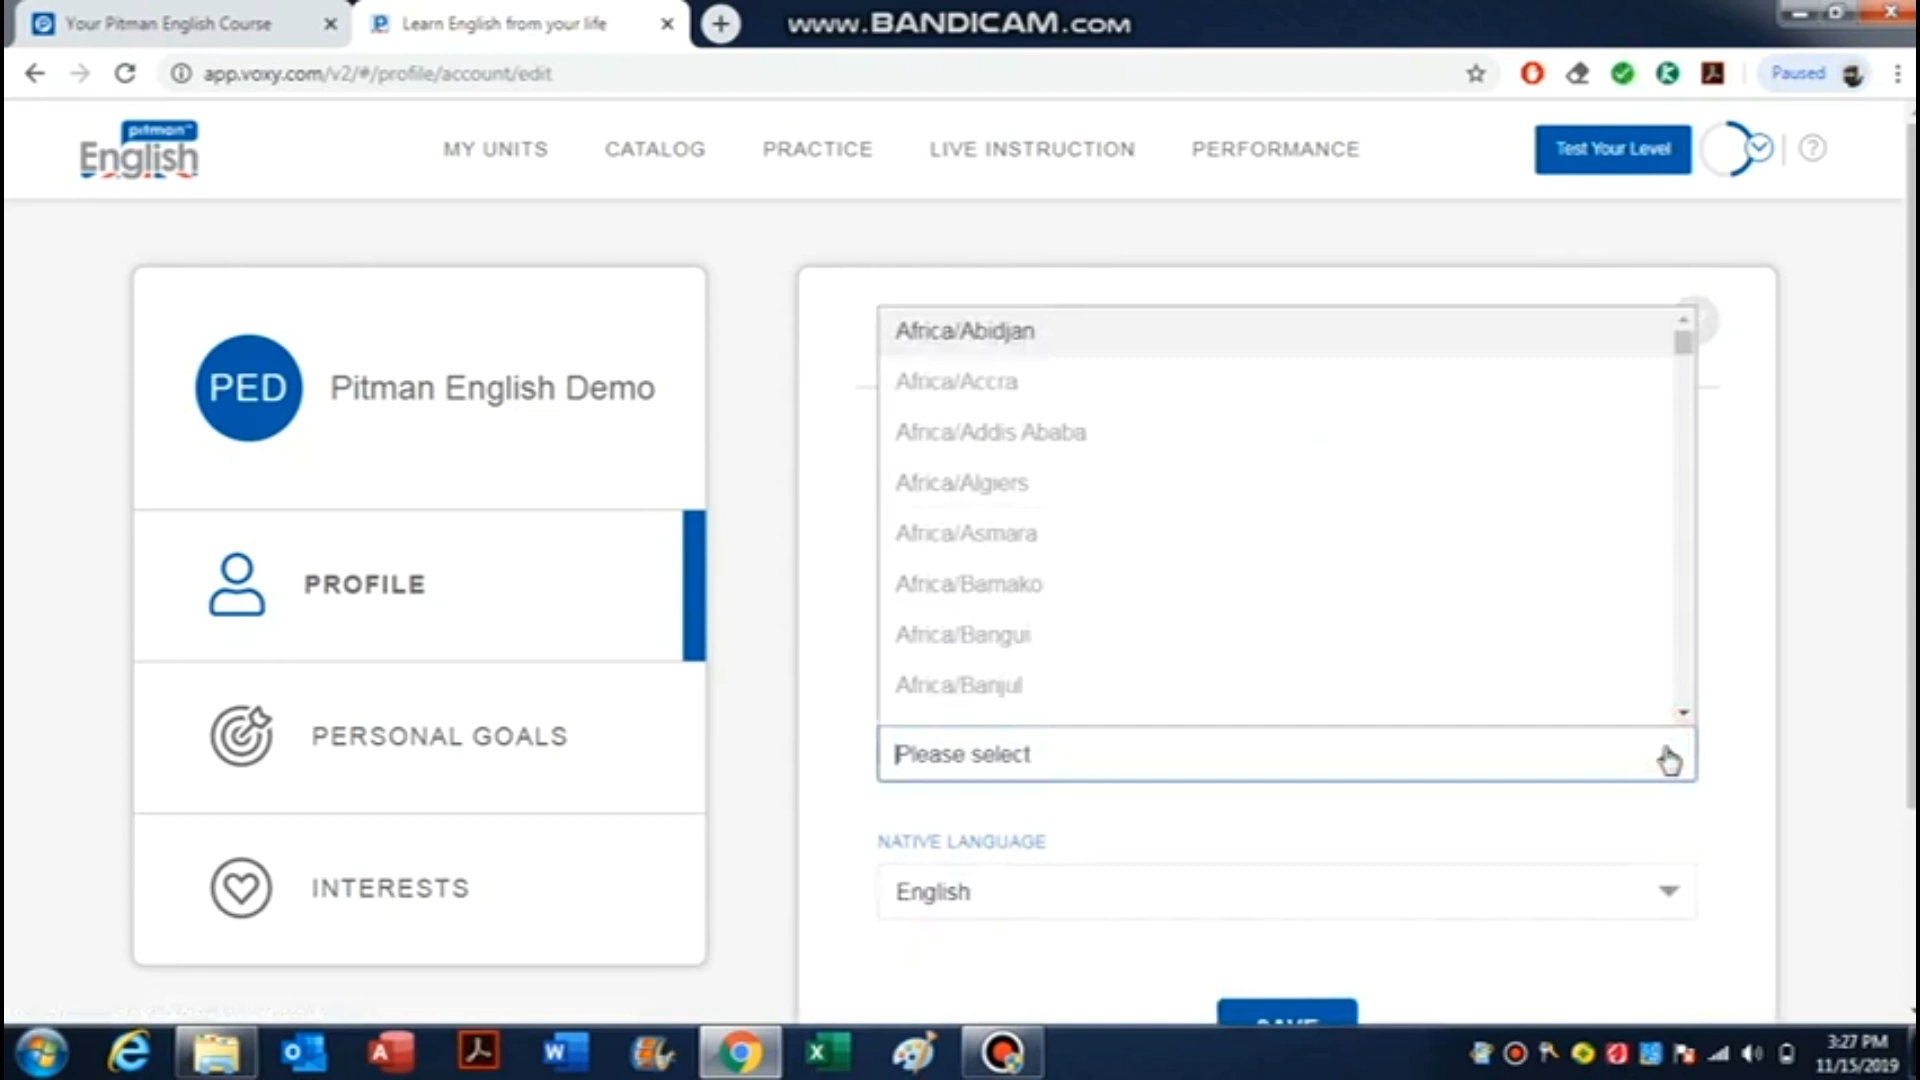 Your Pitman English Course
Learn English from your life
www.BANDICAM.com
app.voxy.com/v2/#/profile/account/edit
Paused
pitman
English
MY UNITS
CATALOG
PRACTICE
LIVE INSTRUCTION
PERFORMANCE
Test Your Level
PED
Pitman English Demo
PROFILE
PERSONAL GOALS
INTERESTS
Africa/Abidjan
Africa/Accra
Africa/Addis Ababa
Africa/Algiers
Africa/Asmara
Africa/Bamako
Africa/Bangui
Africa/Banjul
Please select
NATIVE LANGUAGE
English
SAVE
3:27 PM
11/15/2019